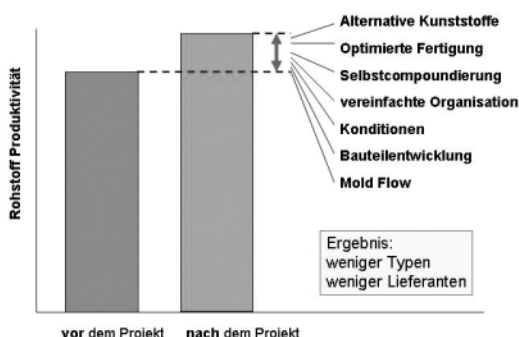 Rohstoff Produktivität
Alternative Kunststoffe
Optimierte Fertigung
Selbstcompoundierung
vereinfachte Organisation
Konditionen
Bauteilentwicklung
Mold Flow
Ergebnis:
weniger Typen
weniger Lieferanten
vor dem Projekt
nach dem Projekt